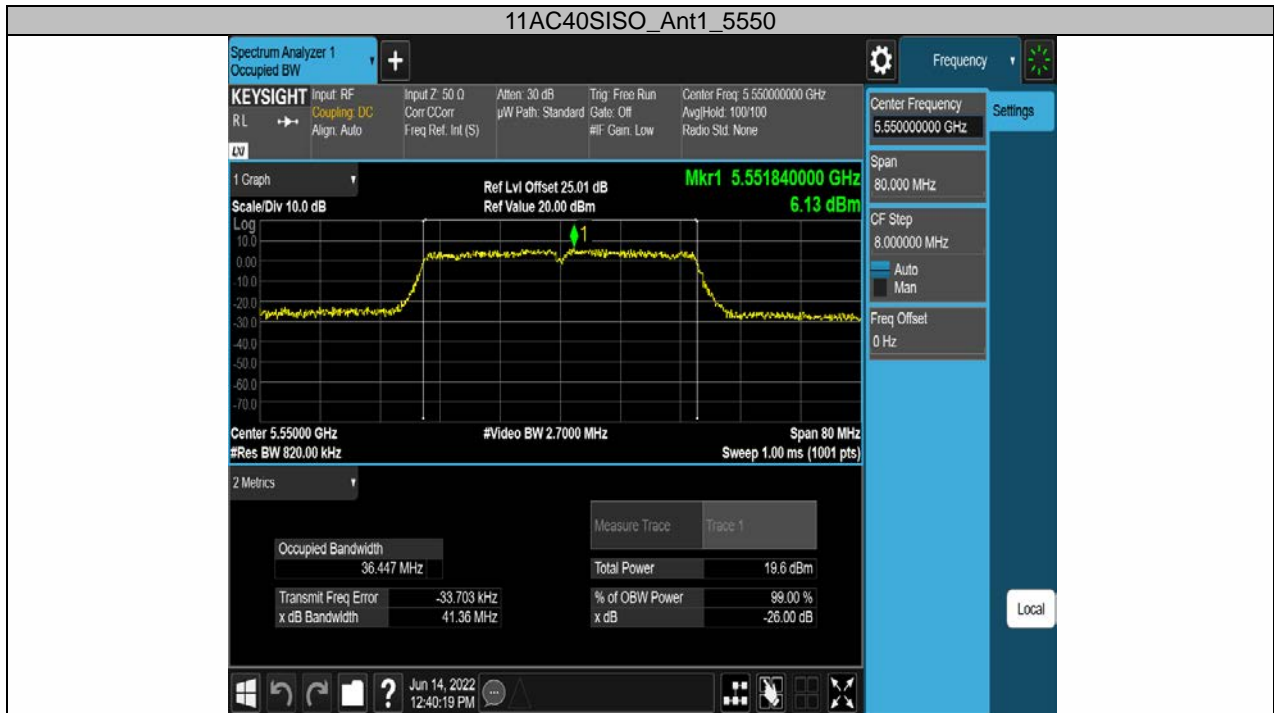 11AC40SISO_Ant1_5550
Spectrum Analyzer 1
Occupied BW
+
Frequency
KEYSIGHT
RL
LXI
Input: RF
Coupling: DC
Align: Auto
Input Z: 50 Ω
Corr CCorr
Freq Ref: Int (S)
Atten: 30 dB
µW Path: Standard
Trig: Free Run
Gate: Off
#IF Gain: Low
Center Freq: 5.550000000 GHz
Avg|Hold: 100/100
Radio Std: None
Center Frequency
5.550000000 GHz
Settings
Span
80.000 MHz
CF Step
8.000000 MHz
Auto
Man
Freq Offset
0 Hz
Local
1 Graph
Ref Lvl Offset 25.01 dB
Mkr1 5.551840000 GHz
Scale/Div 10.0 dB
Ref Value 20.00 dBm
6.13 dBm
Log
10.0
0.00
-10.0
-20.0
-30.0
-40.0
-50.0
-60.0
-70.0
1
Center 5.55000 GHz
#Video BW 2.7000 MHz
Span 80 MHz
#Res BW 820.00 kHz
Sweep 1.00 ms (1001 pts)
2 Metrics
Measure Trace
Trace 1
Occupied Bandwidth
36.447 MHz
Total Power
19.6 dBm
Transmit Freq Error
-33.703 kHz
% of OBW Power
99.00 %
x dB Bandwidth
41.36 MHz
x dB
-26.00 dB
?
Jun 14, 2022
12:40:19 PM